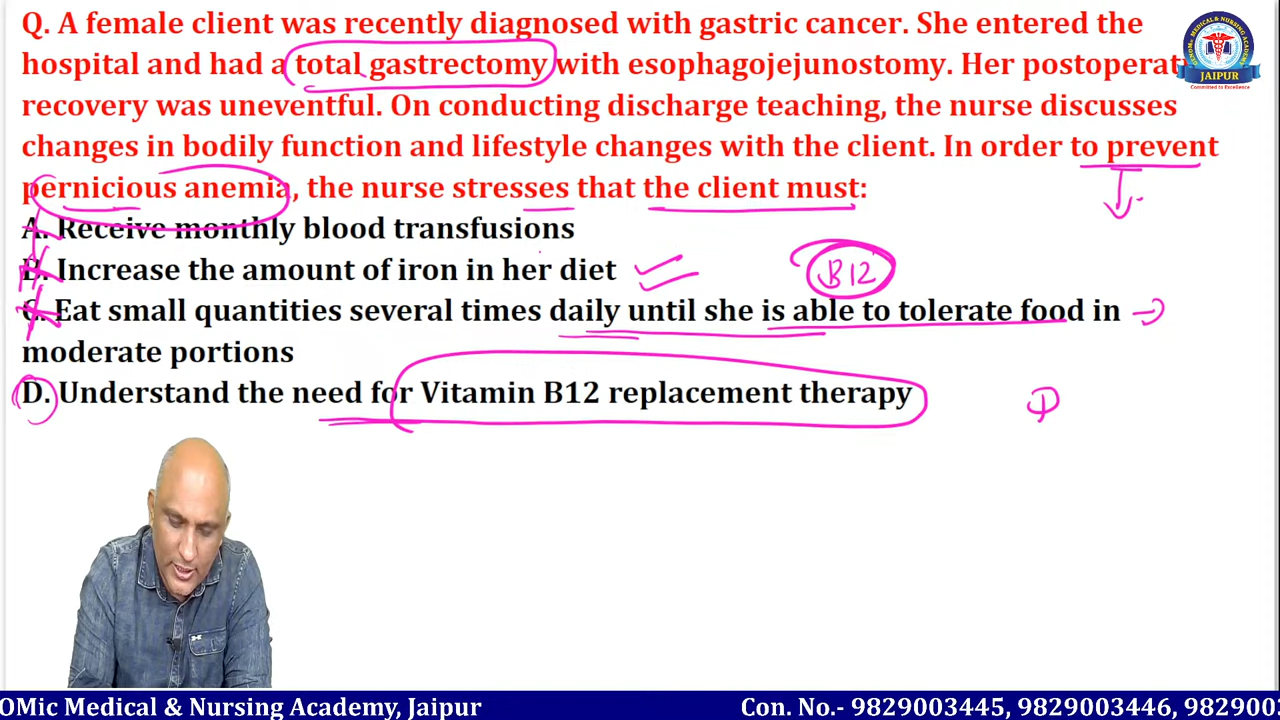 Q. A female client was recently diagnosed with gastric cancer. She entered the
hospital and had a total gastrectomy with esophagojejunostomy. Her postoperat
recovery was uneventful. On conducting discharge teaching, the nurse discusses
changes in bodily function and lifestyle changes with the client. In order to prevent
pernicious anemia, the nurse stresses that the client must:
A. Receive monthly blood transfusions
B. Increase the amount of iron in her diet
B12
C. Eat small quantities several times daily until she is able to tolerate food in
moderate portions
D. Understand the need for Vitamin B12 replacement therapy
JAIPUR
Committed to Excellence
OMic Medical & Nursing Academy, Jaipur
Con. No.- 9829003445, 9829003446, 982900